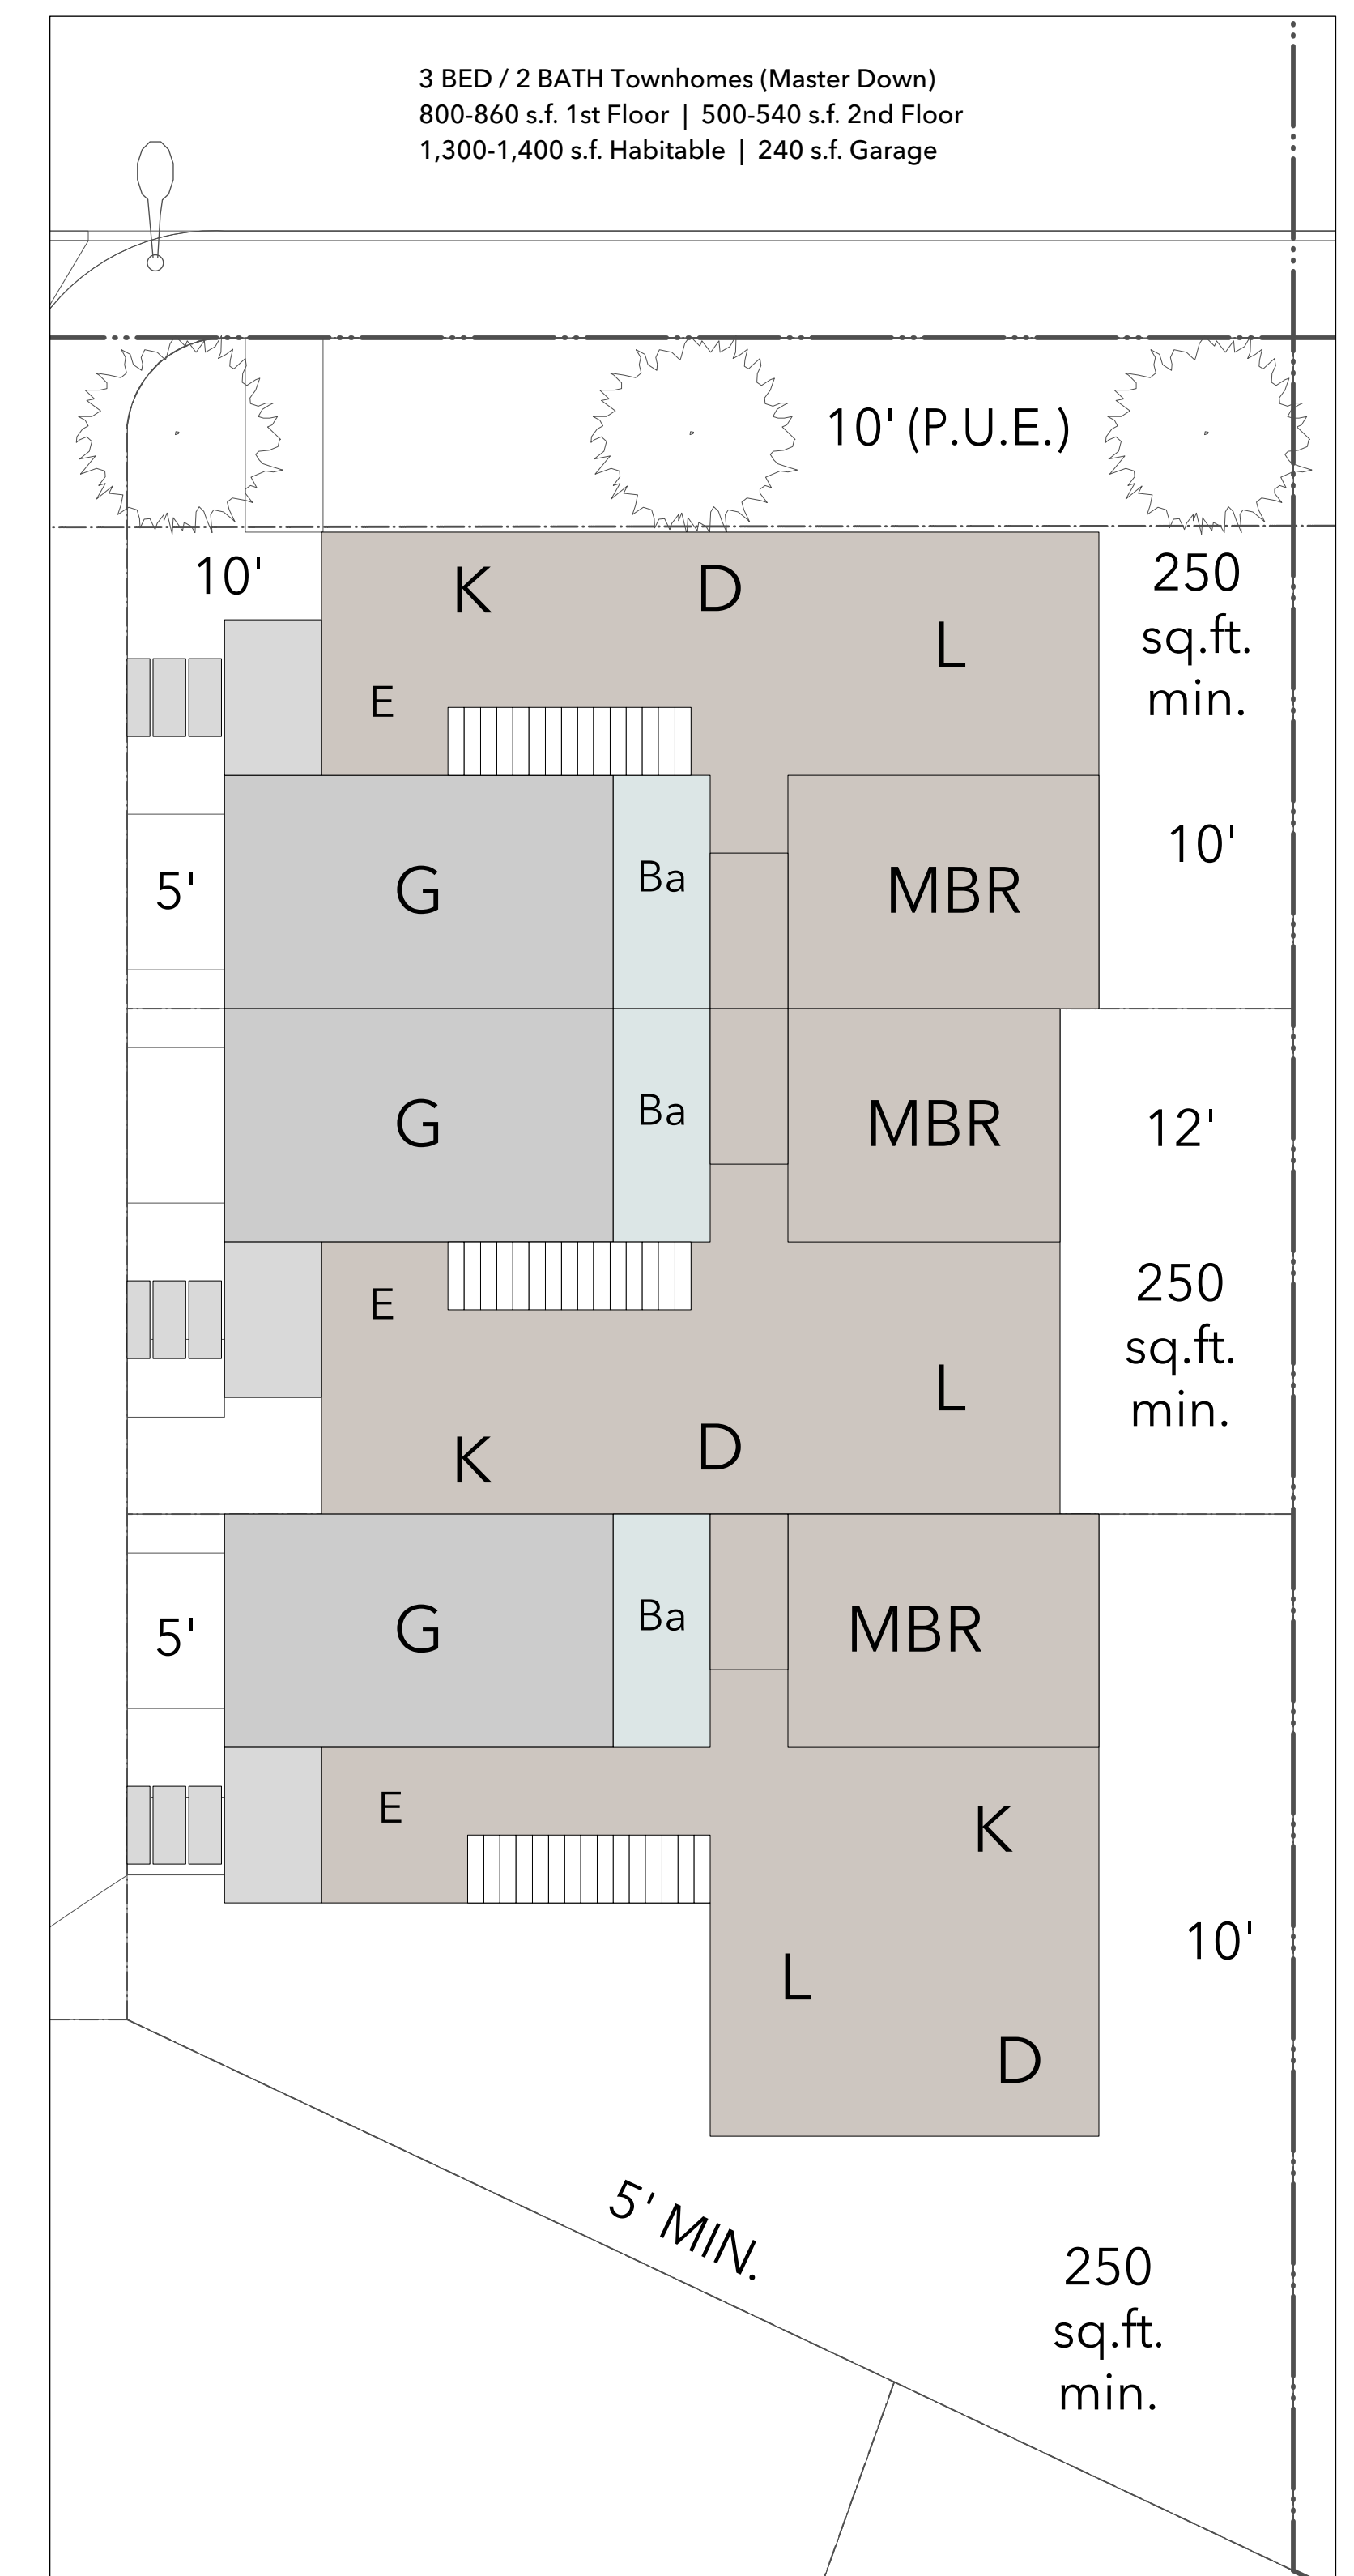 3 BED / 2 BATH Townhomes (Master Down)
800-860 s.f. 1st Floor | 500-540 s.f. 2nd Floor
1,300-1,400 s.f. Habitable | 240 s.f. Garage
10' (P.U.E.)
10'
K
D
L
E
250
sq.ft.
min.
5'
G
Ba
MBR
10'
G
Ba
MBR
12'
E
K
D
L
250
sq.ft.
min.
5'
G
Ba
MBR
E
K
L
D
10'
5' MIN.
250
sq.ft.
min.